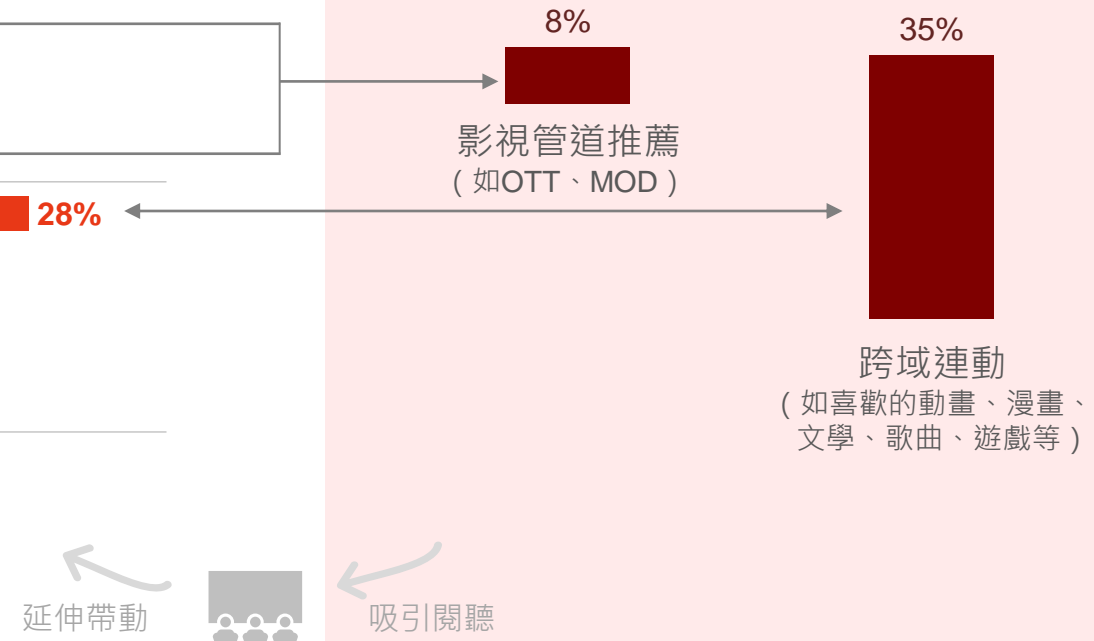 8%
35%
影視管道推薦
（如OTT、MOD）
28%
跨域連動
（如喜歡的動畫、漫畫、
文學、歌曲、遊戲等）
延伸帶動
吸引閱聽